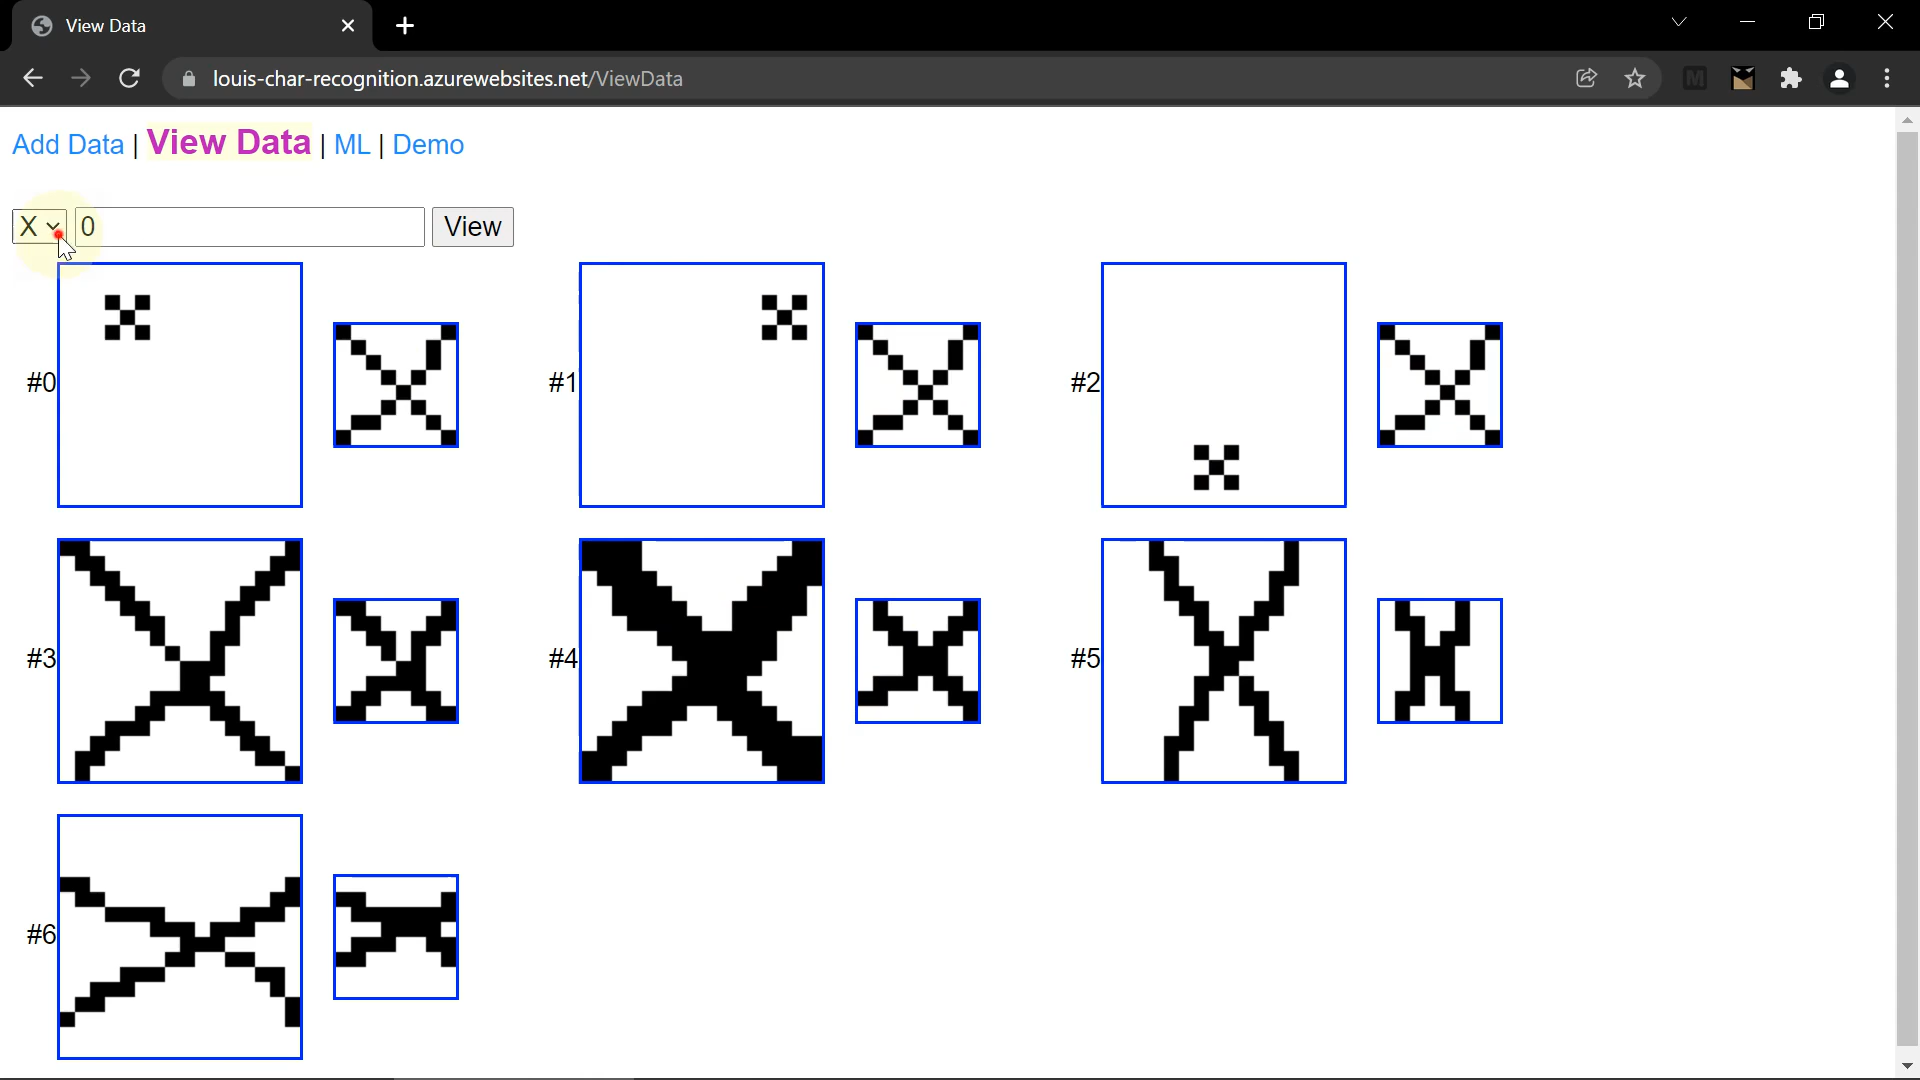 View Data
louis-char-recognition.azurewebsites.net/ViewData
Add Data | View Data | ML | Demo
X 0 View
#0 #1 #2
#3 #4 #5
#6